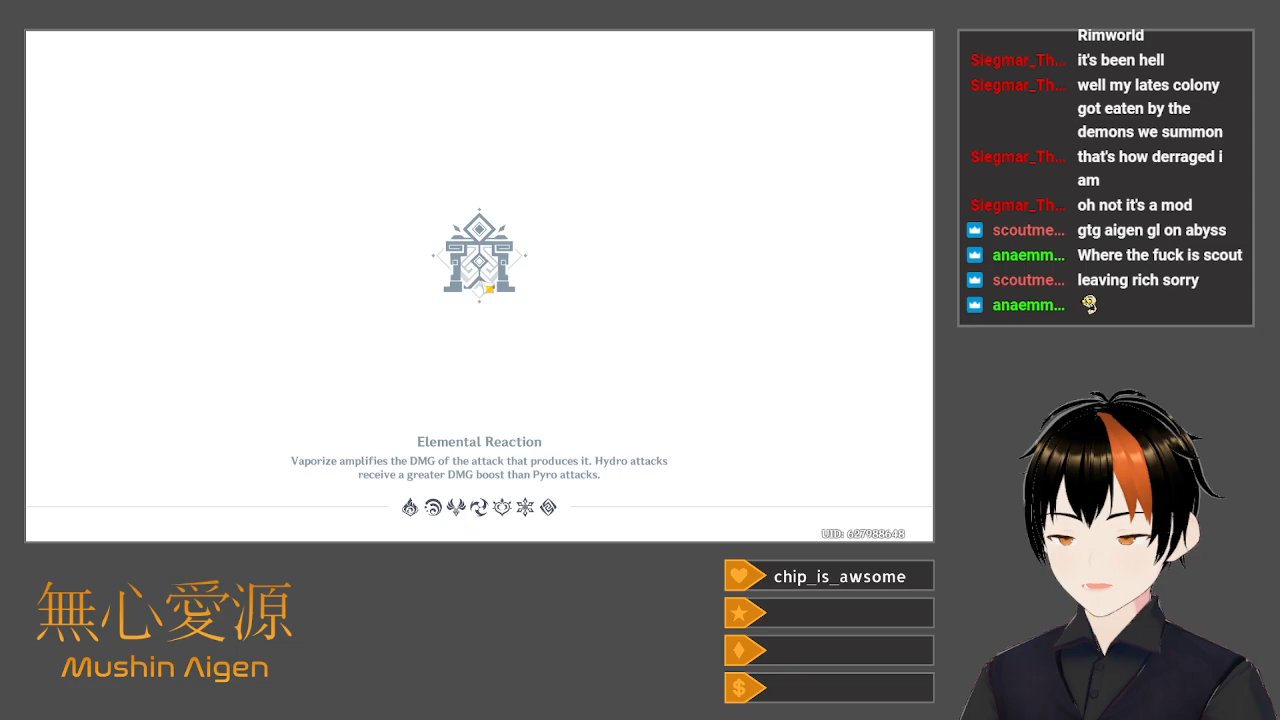 Rimworld
Siegmar_Th... it's been hell
Siegmar_Th... well my lates colony
got eaten by the
demons we summon
Siegmar_Th... that's how derraged i
am
Siegmar_Th... oh not it's a mod
scoutme... gtg aigen gl on abyss
anaemm... Where the fuck is scout
scoutme... leaving rich sorry
anaemm...
Elemental Reaction
Vaporize amplifies the DMG of the attack that produces it. Hydro attacks
receive a greater DMG boost than Pyro attacks.
UID: 627988648
chip_is_awsome
無心愛源
Mushin Aigen